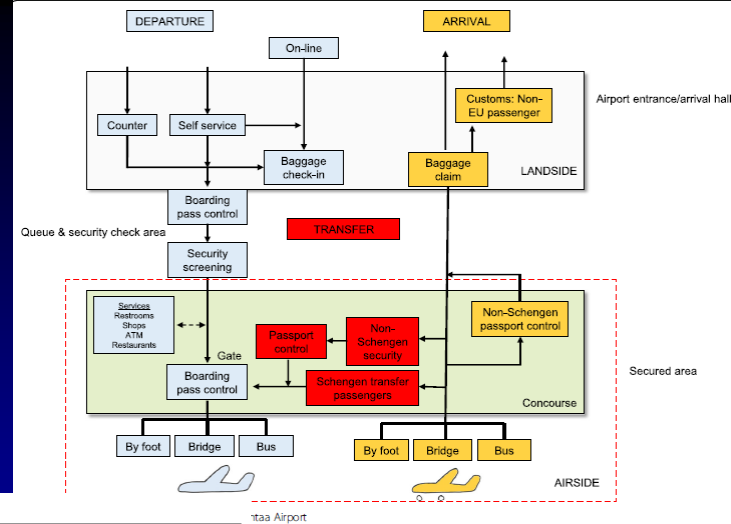 DEPARTURE
ARRIVAL
On-line
Customs: Non-
EU passenger
Airport entrance/arrival hall
Counter
Self service
Baggage
check-in
Baggage
claim
LANDSIDE
Boarding
pass control
TRANSFER
Queue & security check area
Security
screening
Services
Restrooms
Shops
ATM
Restaurants
Non-Schengen
passport control
Passport
control
Non-
Schengen
security
Gate
Boarding
pass control
Schengen transfer
passengers
Secured area
Concourse
By foot
Bridge
Bus
By foot
Bridge
Bus
AIRSIDE
Airport